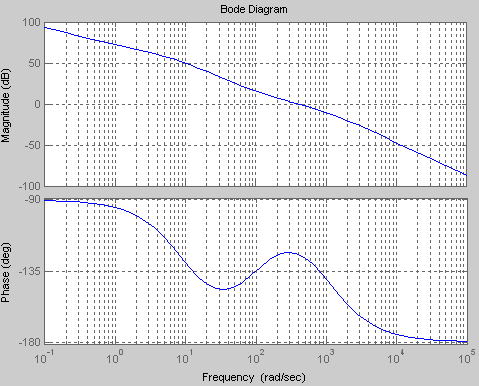 Bode Diagram
Magnitude (dB)
100
50
0
-50
-100
Phase (deg)
-90
-135
-180
10^-1 10^0 10^1 10^2 10^3 10^4 10^5
Frequency (rad/sec)